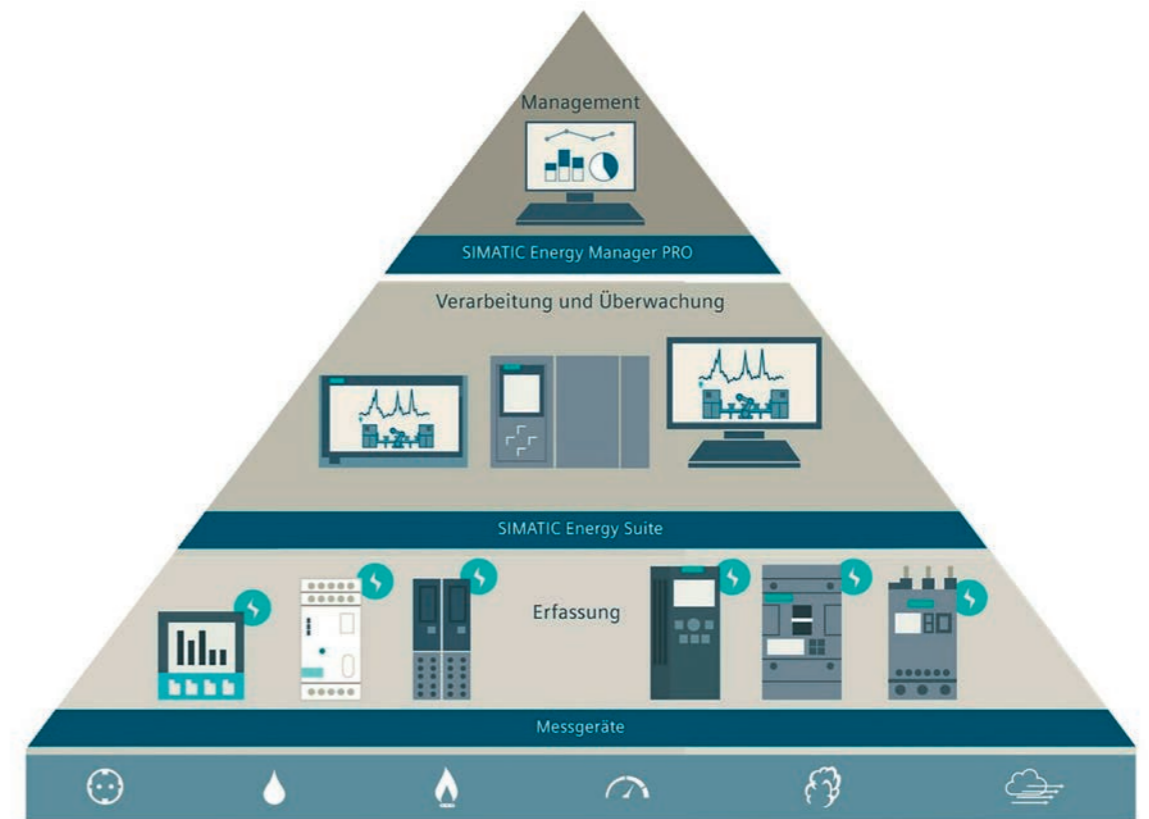 Management
SIMATIC Energy Manager PRO
Verarbeitung und Überwachung
SIMATIC Energy Suite
Erfassung
Messgeräte